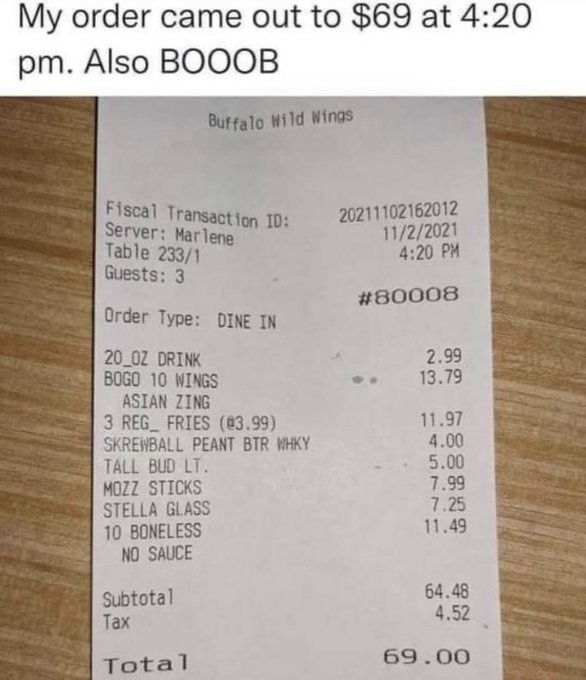 My order came out to $69 at 4:20
pm. Also BOOOB
Buffalo Wild Wings
Fiscal Transaction ID: 20211102162012
Server: Marlene 11/2/2021
Table 233/1 4:20 PM
Guests: 3
#80008
Order Type: DINE IN
20_OZ DRINK 2.99
BOGO 10 WINGS 13.79
ASIAN ZING
3 REG_ FRIES (@3.99) 11.97
SKREWBALL PEANT BTR WHKY 4.00
TALL BUD LT. 5.00
MOZZ STICKS 7.99
STELLA GLASS 7.25
10 BONELESS 11.49
NO SAUCE
Subtotal 64.48
Tax 4.52
Total 69.00